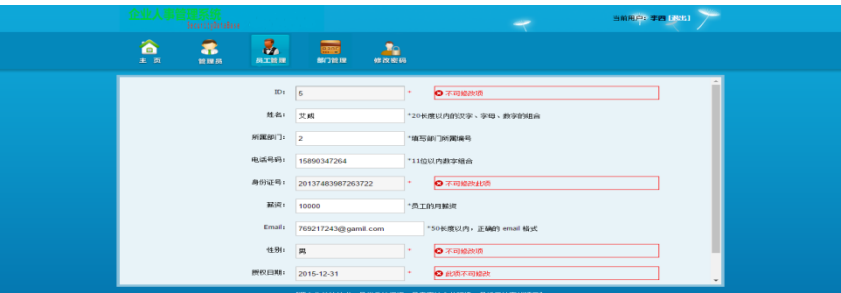 企业人事管理系统
当前用户：李四 [退出]
主 页 管理员 员工管理 部门管理 修改密码
ID： 5 * 不可修改项
姓名： 艾威 *20长度以内的汉字、字母、数字的组合
所属部门： 2 *填写部门所属编号
电话号码： 15890347264 *11位以内数字组合
身份证号： 20137483987263722 * 不可修改此项
薪资： 10000 *员工的月薪资
Email： 769217243@gamil.com *50长度以内，正确的 email 格式
性别： 男 * 不可修改项
授权日期： 2015-12-31 * 此项不可修改